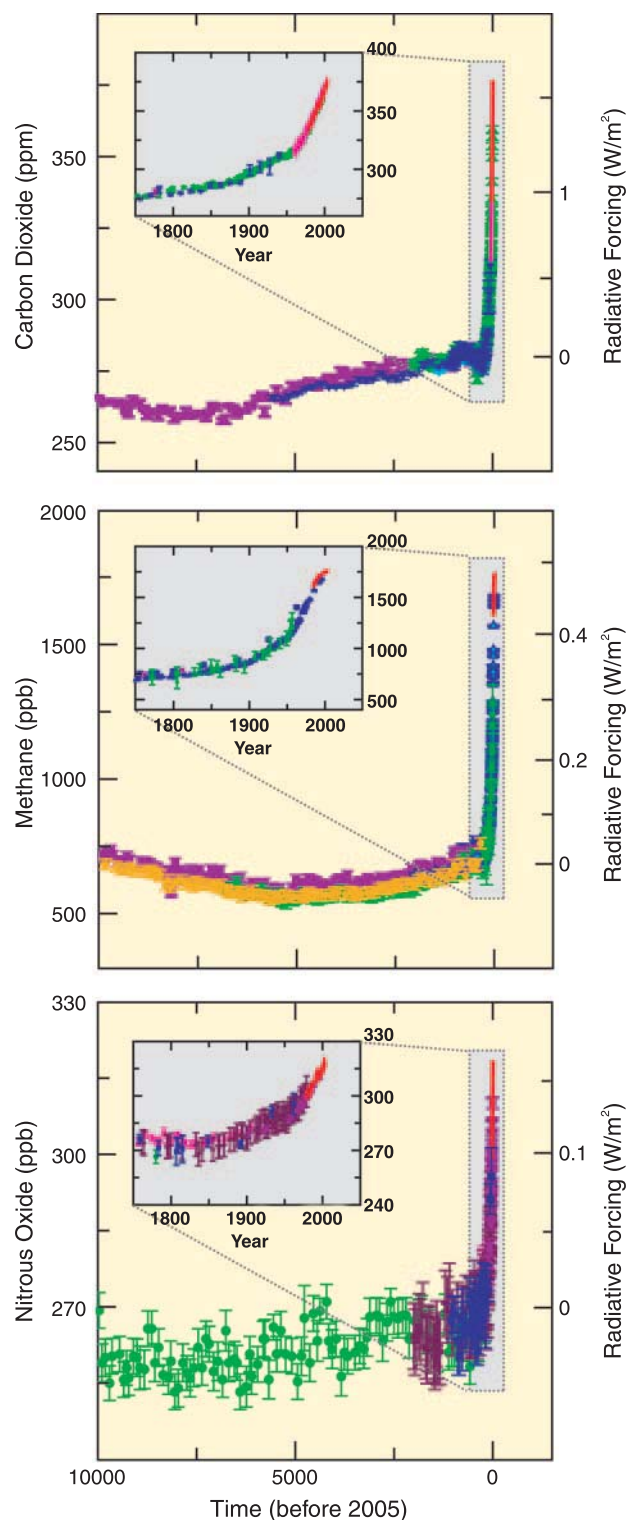 Carbon Dioxide (ppm)
350
300
250
400
350
300
1800 1900 2000
Year
1
0
Radiative Forcing (W/m²)
Methane (ppb)
2000
1500
1000
500
2000
1500
1000
500
1800 1900 2000
Year
0.4
0.2
0
Radiative Forcing (W/m²)
Nitrous Oxide (ppb)
330
300
270
330
300
270
240
1800 1900 2000
Year
0.1
0
Radiative Forcing (W/m²)
10000 5000 0
Time (before 2005)